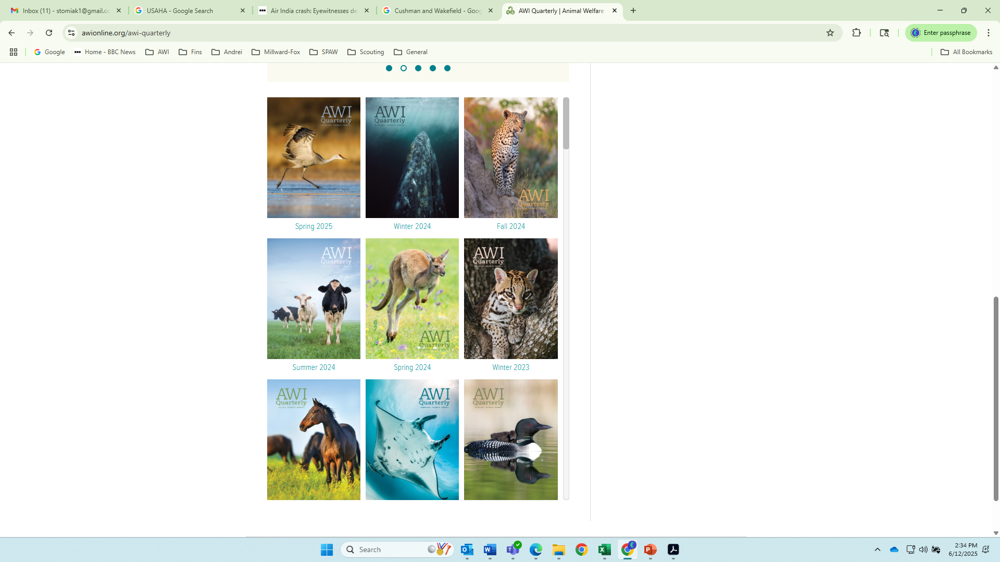 Inbox (11) - stomiak1@gmail.co
USAHA - Google Search
Air India crash: Eyewitnesses de
Cushman and Wakefield - Goog
AWI Quarterly | Animal Welfare
awionline.org/awi-quarterly
Enter passphrase
Google
Home - BBC News
AWI
Fins
Andrei
Millward-Fox
SPAW
Scouting
General
All Bookmarks
AWI
Quarterly
AWI
Quarterly
AWI
Quarterly
Spring 2025
Winter 2024
Fall 2024
AWI
Quarterly
AWI
Quarterly
AWI
Quarterly
Summer 2024
Spring 2024
Winter 2023
AWI
Quarterly
AWI
Quarterly
AWI
Quarterly
Search
2:34 PM
6/12/2025